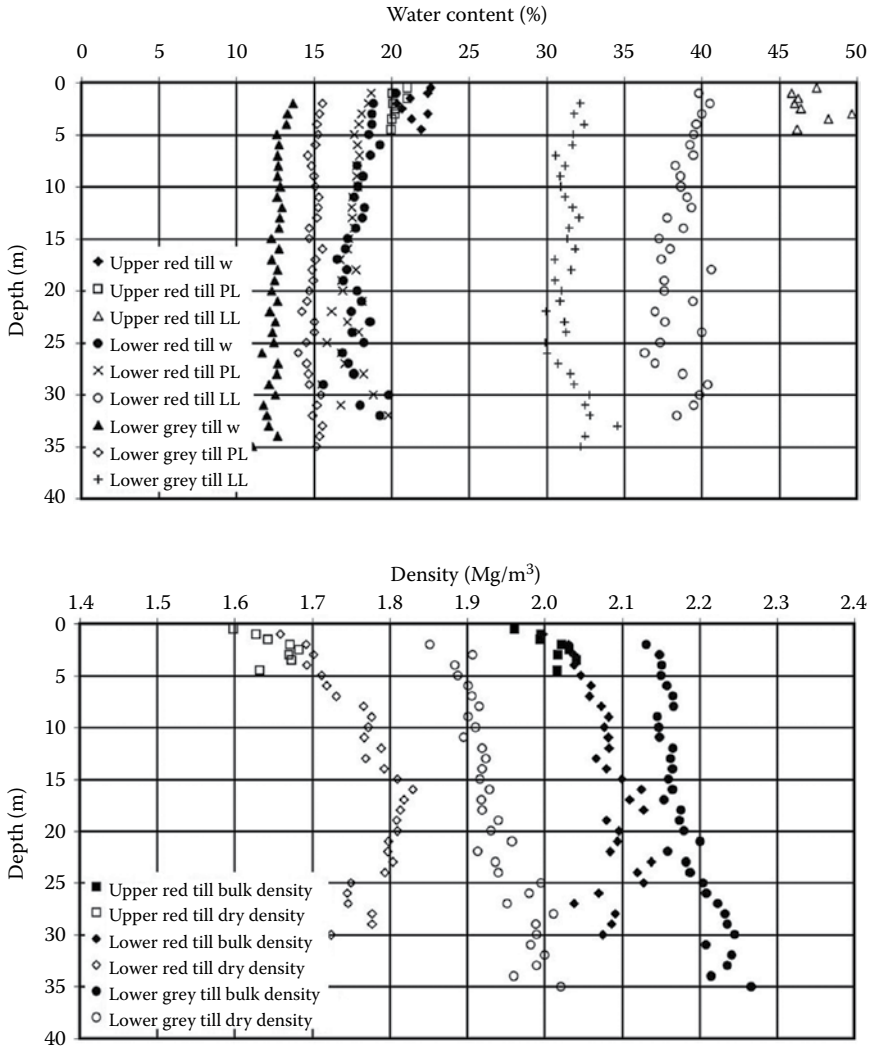 Water content (%)
0 5 10 15 20 25 30 35 40 45 50
0
5
10
15
20
25
30
35
40
Depth (m)
Upper red till w
Upper red till PL
Upper red till LL
Lower red till w
Lower red till PL
Lower red till LL
Lower grey till w
Lower grey till PL
Lower grey till LL
Density (Mg/m³)
1.4 1.5 1.6 1.7 1.8 1.9 2.0 2.1 2.2 2.3 2.4
0
5
10
15
20
25
30
35
40
Depth (m)
Upper red till bulk density
Upper red till dry density
Lower red till bulk density
Lower red till dry density
Lower grey till bulk density
Lower grey till dry density